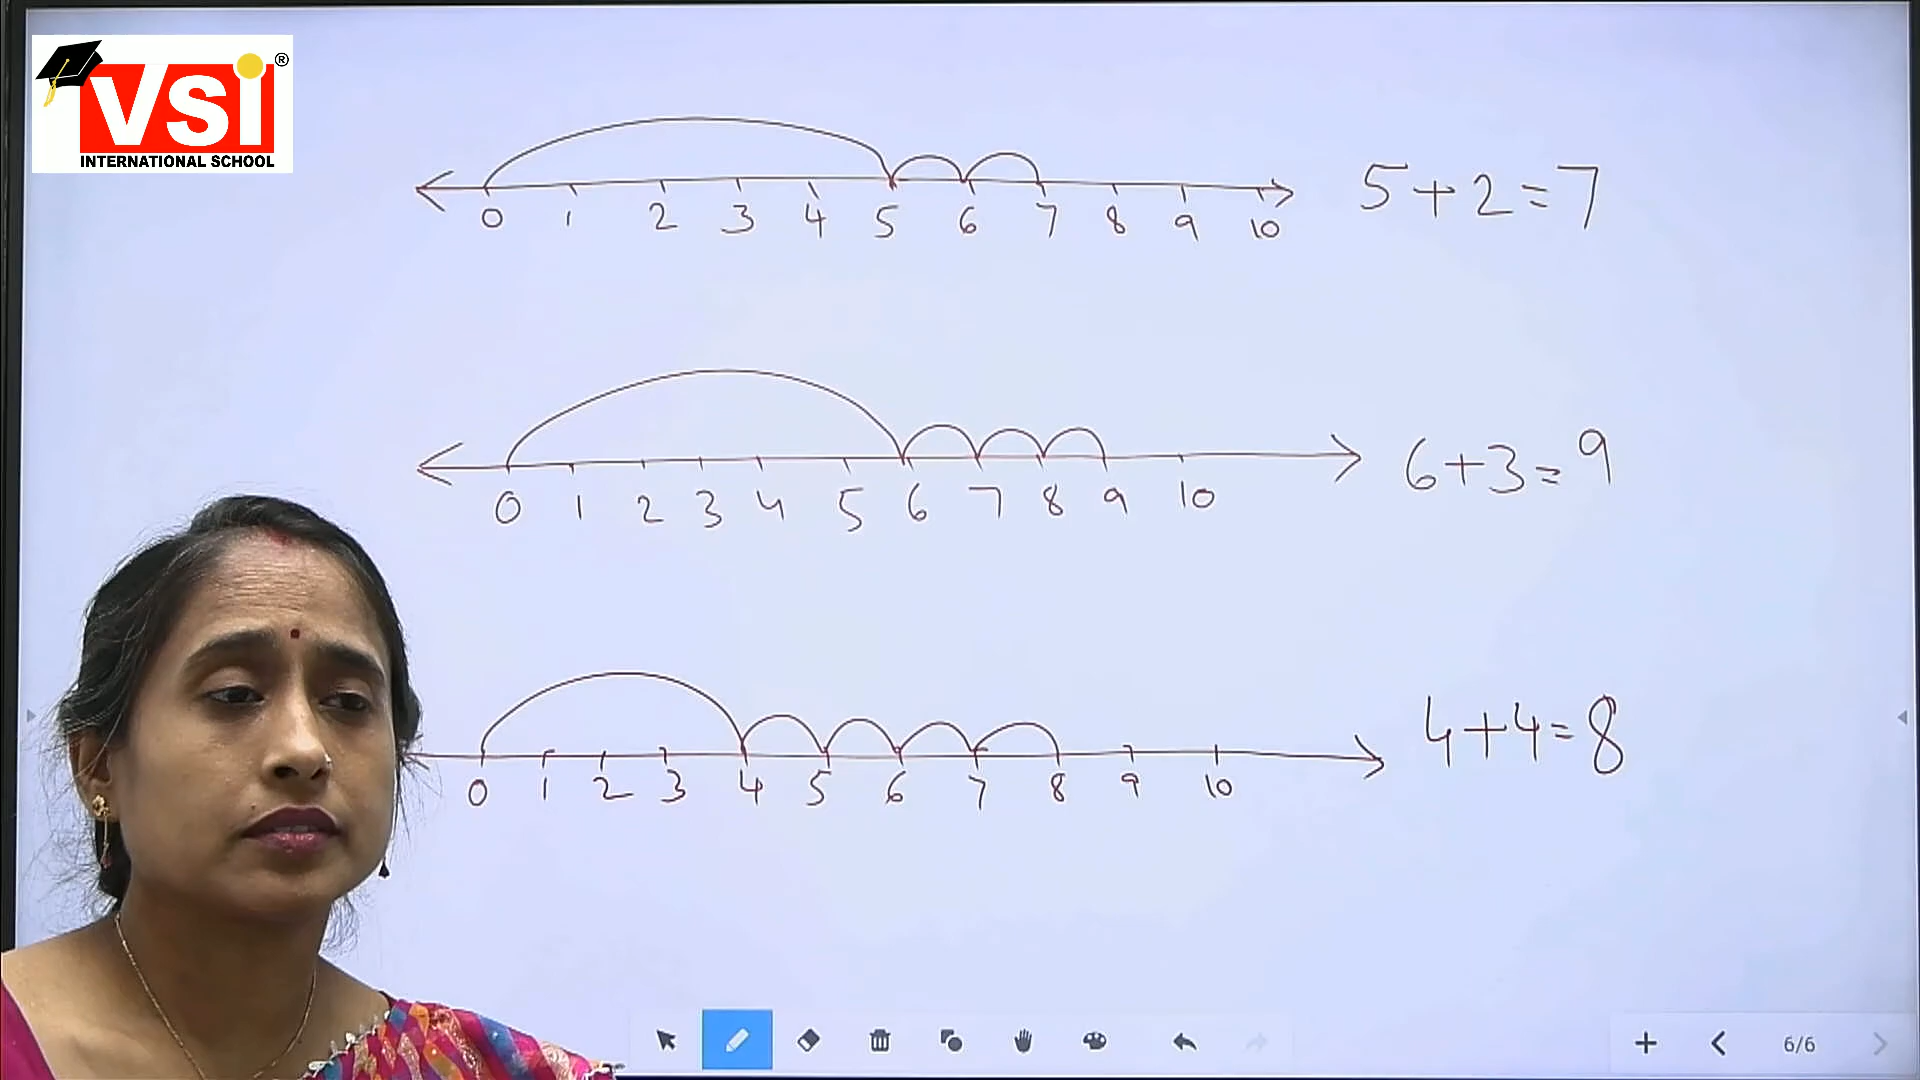 vsi ®
INTERNATIONAL SCHOOL
0 1 2 3 4 5 6 7 8 9 10
5+2=7
0 1 2 3 4 5 6 7 8 9 10
6+3=9
0 1 2 3 4 5 6 7 8 9 10
4+4=8
6/6